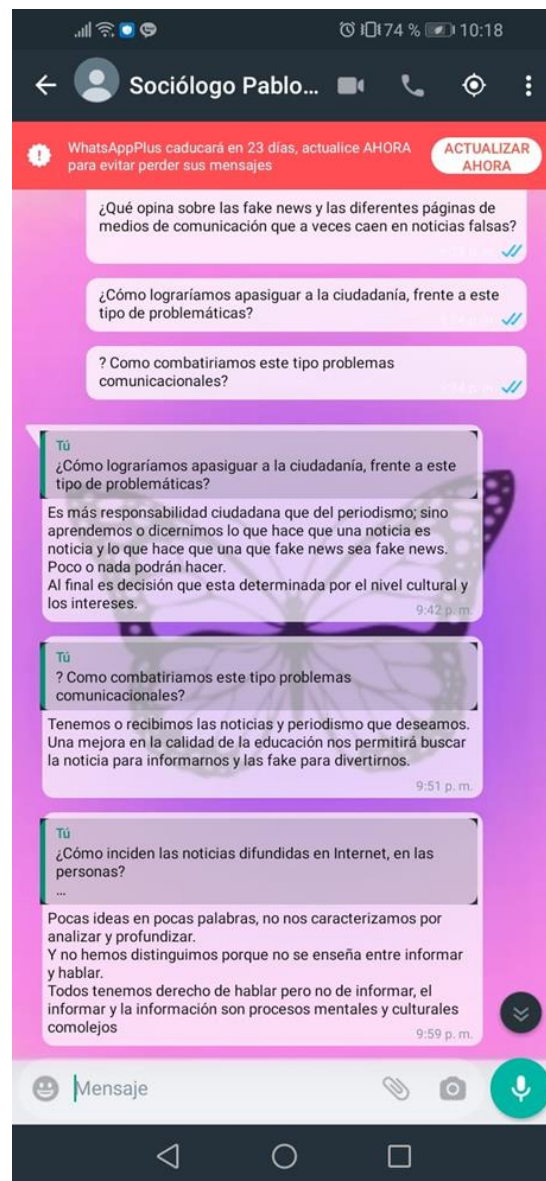 74 % 10:18
Sociólogo Pablo...
WhatsAppPlus caducará en 23 días, actualice AHORA
para evitar perder sus mensajes
ACTUALIZAR
AHORA
¿Qué opina sobre las fake news y las diferentes páginas de
medios de comunicación que a veces caen en noticias falsas?
¿Cómo lograríamos apasiguar a la ciudadanía, frente a este
tipo de problemáticas?
? Como combatiriamos este tipo problemas
comunicacionales?
Tú
¿Cómo lograríamos apasiguar a la ciudadanía, frente a este
tipo de problemáticas?
Es más responsabilidad ciudadana que del periodismo; sino
aprendemos o dicernimos lo que hace que una noticia es
noticia y lo que hace que una que fake news sea fake news.
Poco o nada podrán hacer.
Al final es decisión que esta determinada por el nivel cultural y
los intereses.
9:42 p. m.
Tú
? Como combatiriamos este tipo problemas
comunicacionales?
Tenemos o recibimos las noticias y periodismo que deseamos.
Una mejora en la calidad de la educación nos permitirá buscar
la noticia para informarnos y las fake para divertirnos.
9:51 p. m.
Tú
¿Cómo inciden las noticias difundidas en Internet, en las
personas?
...
Pocas ideas en pocas palabras, no nos caracterizamos por
analizar y profundizar.
Y no hemos distinguimos porque no se enseña entre informar
y hablar.
Todos tenemos derecho de hablar pero no de informar, el
informar y la información son procesos mentales y culturales
comolejos
9:59 p. m.
Mensaje